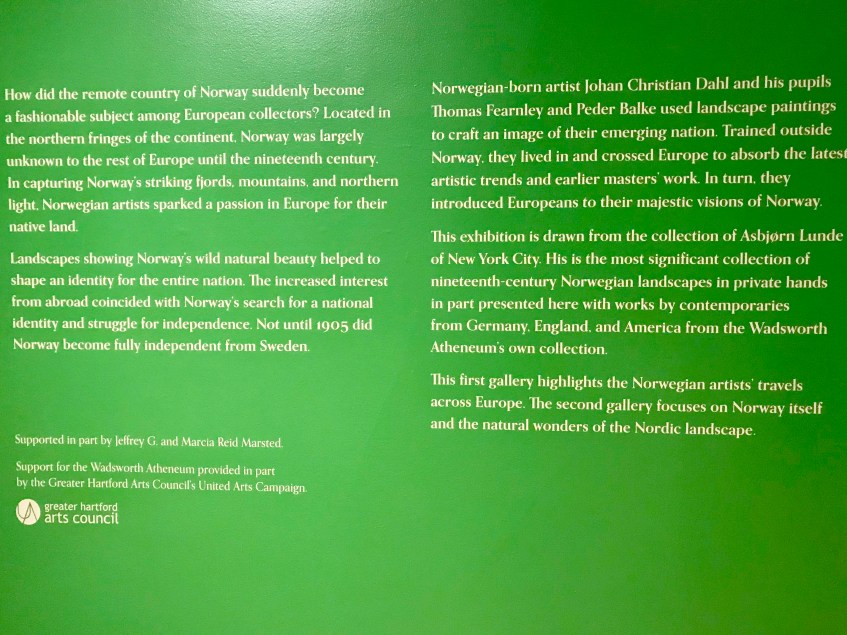 How did the remote country of Norway suddenly become
a fashionable subject among European collectors? Located in
the northern fringes of the continent, Norway was largely
unknown to the rest of Europe until the nineteenth century.
In capturing Norway's striking fjords, mountains, and northern
light, Norwegian artists sparked a passion in Europe for their
native land.
Landscapes showing Norway's wild natural beauty helped to
shape an identity for the entire nation. The increased interest
from abroad coincided with Norway's search for a national
identity and struggle for independence. Not until 1905 did
Norway become fully independent from Sweden.
Supported in part by Jeffrey G. and Marcia Reid Marsted.
Support for the Wadsworth Atheneum provided in part
by the Greater Hartford Arts Council's United Arts Campaign.
greater hartford
arts council
Norwegian-born artist Johan Christian Dahl and his pupils
Thomas Fearnley and Peder Balke used landscape paintings
to craft an image of their emerging nation. Trained outside
Norway, they lived in and crossed Europe to absorb the latest
artistic trends and earlier masters' work. In turn, they
introduced Europeans to their majestic visions of Norway.
This exhibition is drawn from the collection of Asbjørn Lunde
of New York City. His is the most significant collection of
nineteenth-century Norwegian landscapes in private hands
in part presented here with works by contemporaries
from Germany, England, and America from the Wadsworth
Atheneum's own collection.
This first gallery highlights the Norwegian artists' travels
across Europe. The second gallery focuses on Norway itself
and the natural wonders of the Nordic landscape.